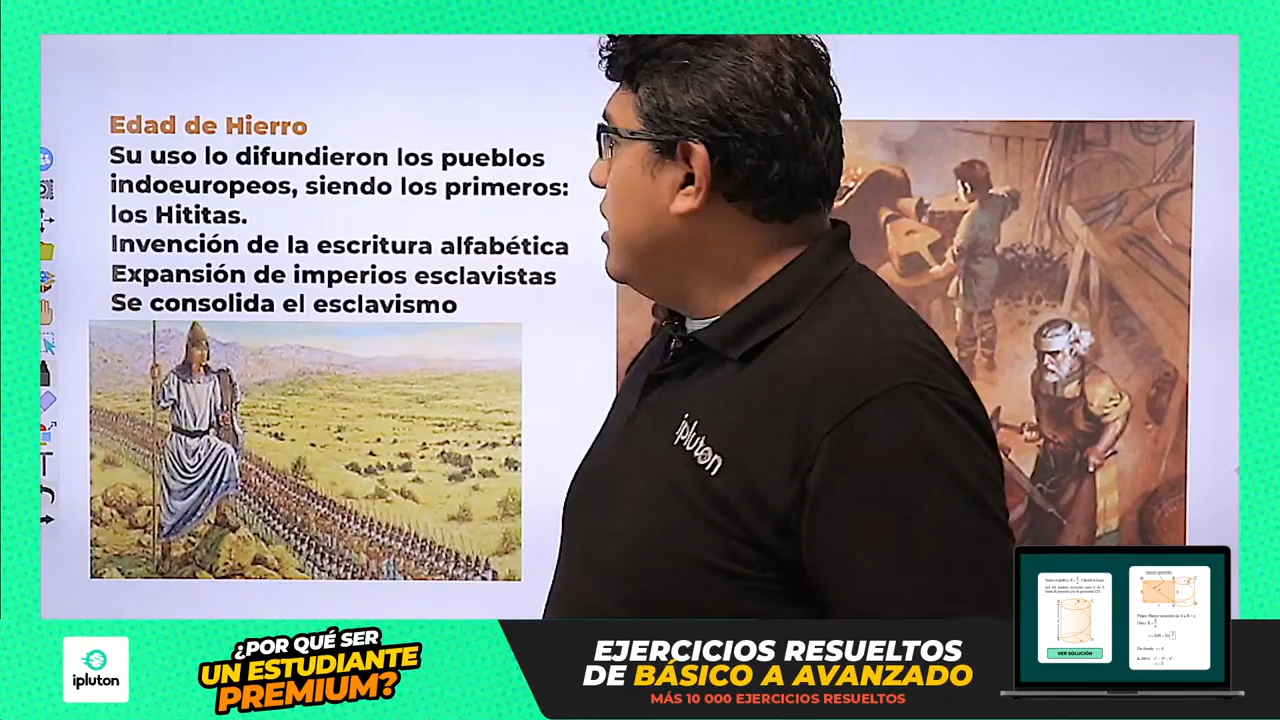 Edad de Hierro
Su uso lo difundieron los pueblos
indoeuropeos, siendo los primeros:
los Hititas.
Invención de la escritura alfabética
Expansión de imperios esclavistas
Se consolida el esclavismo
ipluton
ipluton
¿POR QUÉ SER
UN ESTUDIANTE
PREMIUM?
EJERCICIOS RESUELTOS
DE BÁSICO A AVANZADO
MÁS 10 000 EJERCICIOS RESUELTOS
VER SOLUCIÓN